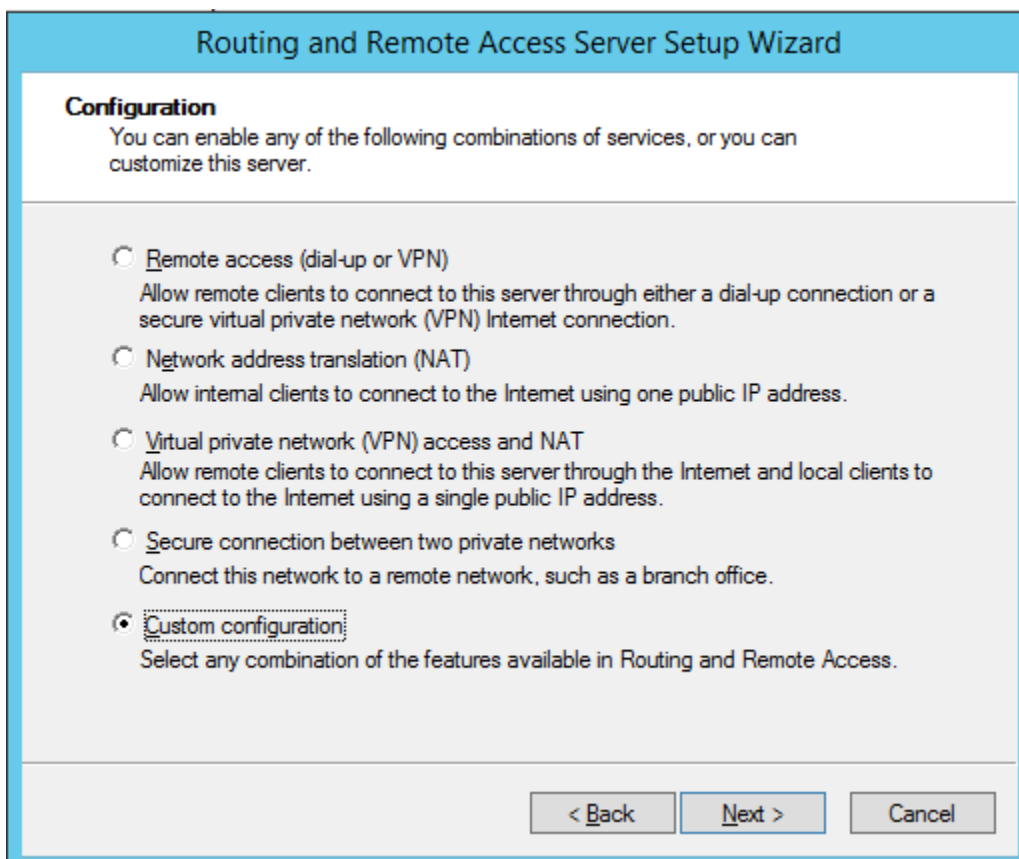 Routing and Remote Access Server Setup Wizard
Configuration
You can enable any of the following combinations of services, or you can
customize this server.
Remote access (dial-up or VPN)
Allow remote clients to connect to this server through either a dial-up connection or a
secure virtual private network (VPN) Internet connection.
Network address translation (NAT)
Allow internal clients to connect to the Internet using one public IP address.
Virtual private network (VPN) access and NAT
Allow remote clients to connect to this server through the Internet and local clients to
connect to the Internet using a single public IP address.
Secure connection between two private networks
Connect this network to a remote network, such as a branch office.
Custom configuration
Select any combination of the features available in Routing and Remote Access.
< Back
Next >
Cancel